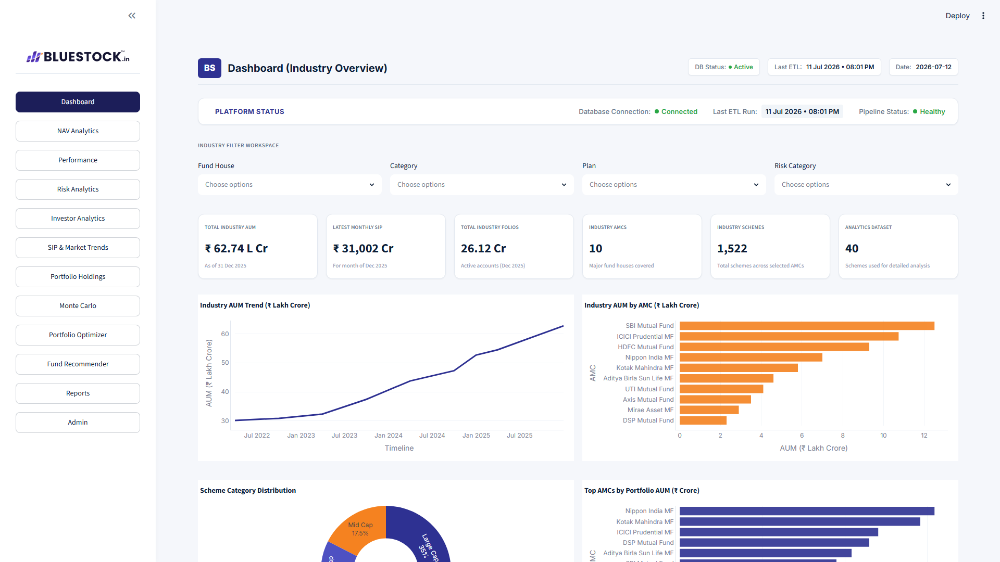 BLUESTOCK.in
™
Dashboard
NAV Analytics
Performance
Risk Analytics
Investor Analytics
SIP & Market Trends
Portfolio Holdings
Monte Carlo
Portfolio Optimizer
Fund Recommender
Reports
Admin
Deploy
BS Dashboard (Industry Overview)
DB Status: ● Active
Last ETL: 11 Jul 2026 • 08:01 PM
Date: 2026-07-12
PLATFORM STATUS
Database Connection: ● Connected
Last ETL Run: 11 Jul 2026 • 08:01 PM
Pipeline Status: ● Healthy
INDUSTRY FILTER WORKSPACE
Fund House
Choose options
Category
Choose options
Plan
Choose options
Risk Category
Choose options
TOTAL INDUSTRY AUM
₹ 62.74 L Cr
As of 31 Dec 2025
LATEST MONTHLY SIP
₹ 31,002 Cr
For month of Dec 2025
TOTAL INDUSTRY FOLIOS
26.12 Cr
Active accounts (Dec 2025)
INDUSTRY AMCS
10
Major fund houses covered
INDUSTRY SCHEMES
1,522
Total schemes across selected AMCs
ANALYTICS DATASET
40
Schemes used for detailed analysis
Industry AUM Trend (₹ Lakh Crore)
AUM (₹ Lakh Crore)
60
50
40
30
Jul 2022
Jan 2023
Jul 2023
Jan 2024
Jul 2024
Jan 2025
Jul 2025
Timeline
Industry AUM by AMC (₹ Lakh Crore)
AMC
SBI Mutual Fund
ICICI Prudential MF
HDFC Mutual Fund
Nippon India MF
Kotak Mahindra MF
Aditya Birla Sun Life MF
UTI Mutual Fund
Axis Mutual Fund
Mirae Asset MF
DSP Mutual Fund
0
2
4
6
8
10
12
AUM (₹ Lakh Crore)
Scheme Category Distribution
Mid Cap
17.5%
Large Cap
35%
Top AMCs by Portfolio AUM (₹ Crore)
Nippon India MF
Kotak Mahindra MF
ICICI Prudential MF
DSP Mutual Fund
Aditya Birla Sun Life MF